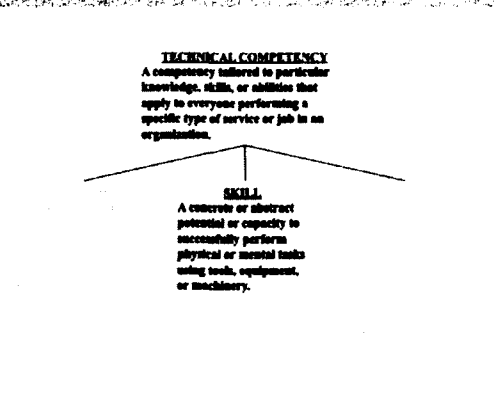 TECHNICAL COMPETENCY
A competency tailored to particular
knowledge, skills, or abilities that
apply to everyone performing a
specific type of service or job in an
organization.
SKILL
A concrete or abstract
potential or capacity to
successfully perform
physical or mental tasks
using tools, equipment,
or machinery.